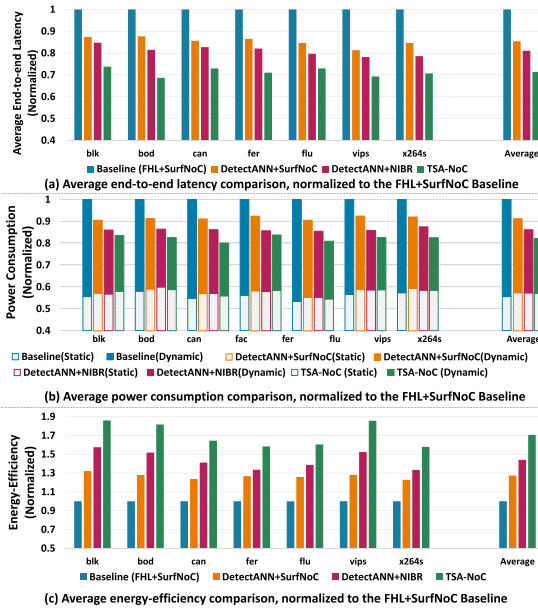 1
0.9
0.8
0.7
0.6
0.5
0.4
Average End-to-end Latency
(Normalized)
blk bod can fer flu vips x264s Average
Baseline (FHL+SurfNoC) DetectANN+SurfNoC DetectANN+NIBR TSA-NoC
(a) Average end-to-end latency comparison, normalized to the FHL+SurfNoC Baseline
1
0.9
0.8
0.7
0.6
0.5
0.4
Power Consumption
(Normalized)
blk bod can fac fer flu vips x264s Average
Baseline(Static) Baseline(Dynamic) DetectANN+SurfNoC(Static) DetectANN+SurfNoC(Dynamic)
DetectANN+NIBR(Static) DetectANN+NIBR(Dynamic) TSA-NoC (Static) TSA-NoC (Dynamic)
(b) Average power consumption comparison, normalized to the FHL+SurfNoC Baseline
1.9
1.7
1.5
1.3
1.1
0.9
0.7
0.5
Energy-Efficiency
(Normalized)
blk bod can fer flu vips x264s Average
Baseline (FHL+SurfNoC) DetectANN+SurfNoC DetectANN+NIBR TSA-NoC
(c) Average energy-efficiency comparison, normalized to the FHL+SurfNoC Baseline